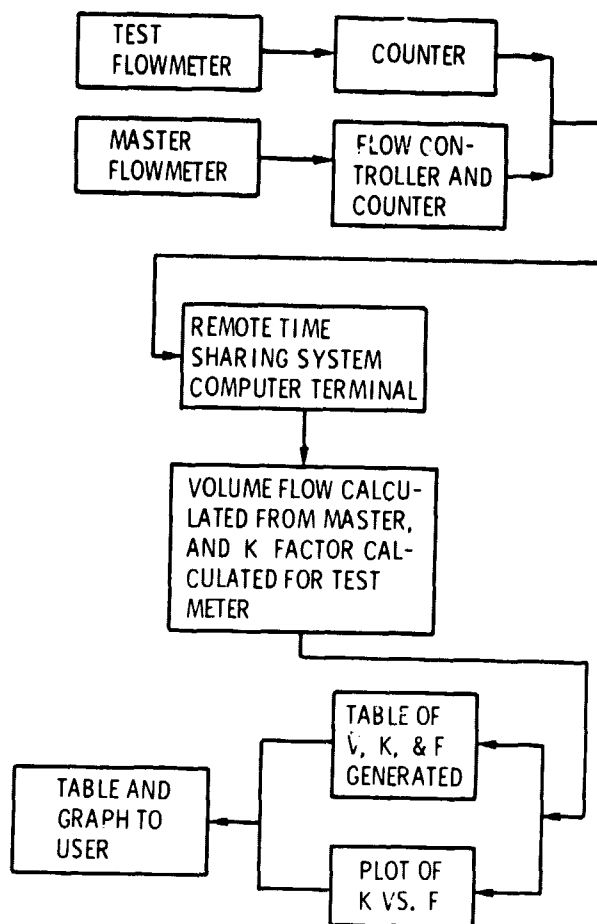 TEST
FLOWMETER
COUNTER
MASTER
FLOWMETER
FLOW CON-
TROLLER AND
COUNTER
REMOTE TIME
SHARING SYSTEM
COMPUTER TERMINAL
VOLUME FLOW CALCU-
LATED FROM MASTER,
AND K FACTOR CAL-
CULATED FOR TEST
METER
TABLE OF
V̇, K, & F
GENERATED
TABLE AND
GRAPH TO
USER
PLOT OF
K VS. F